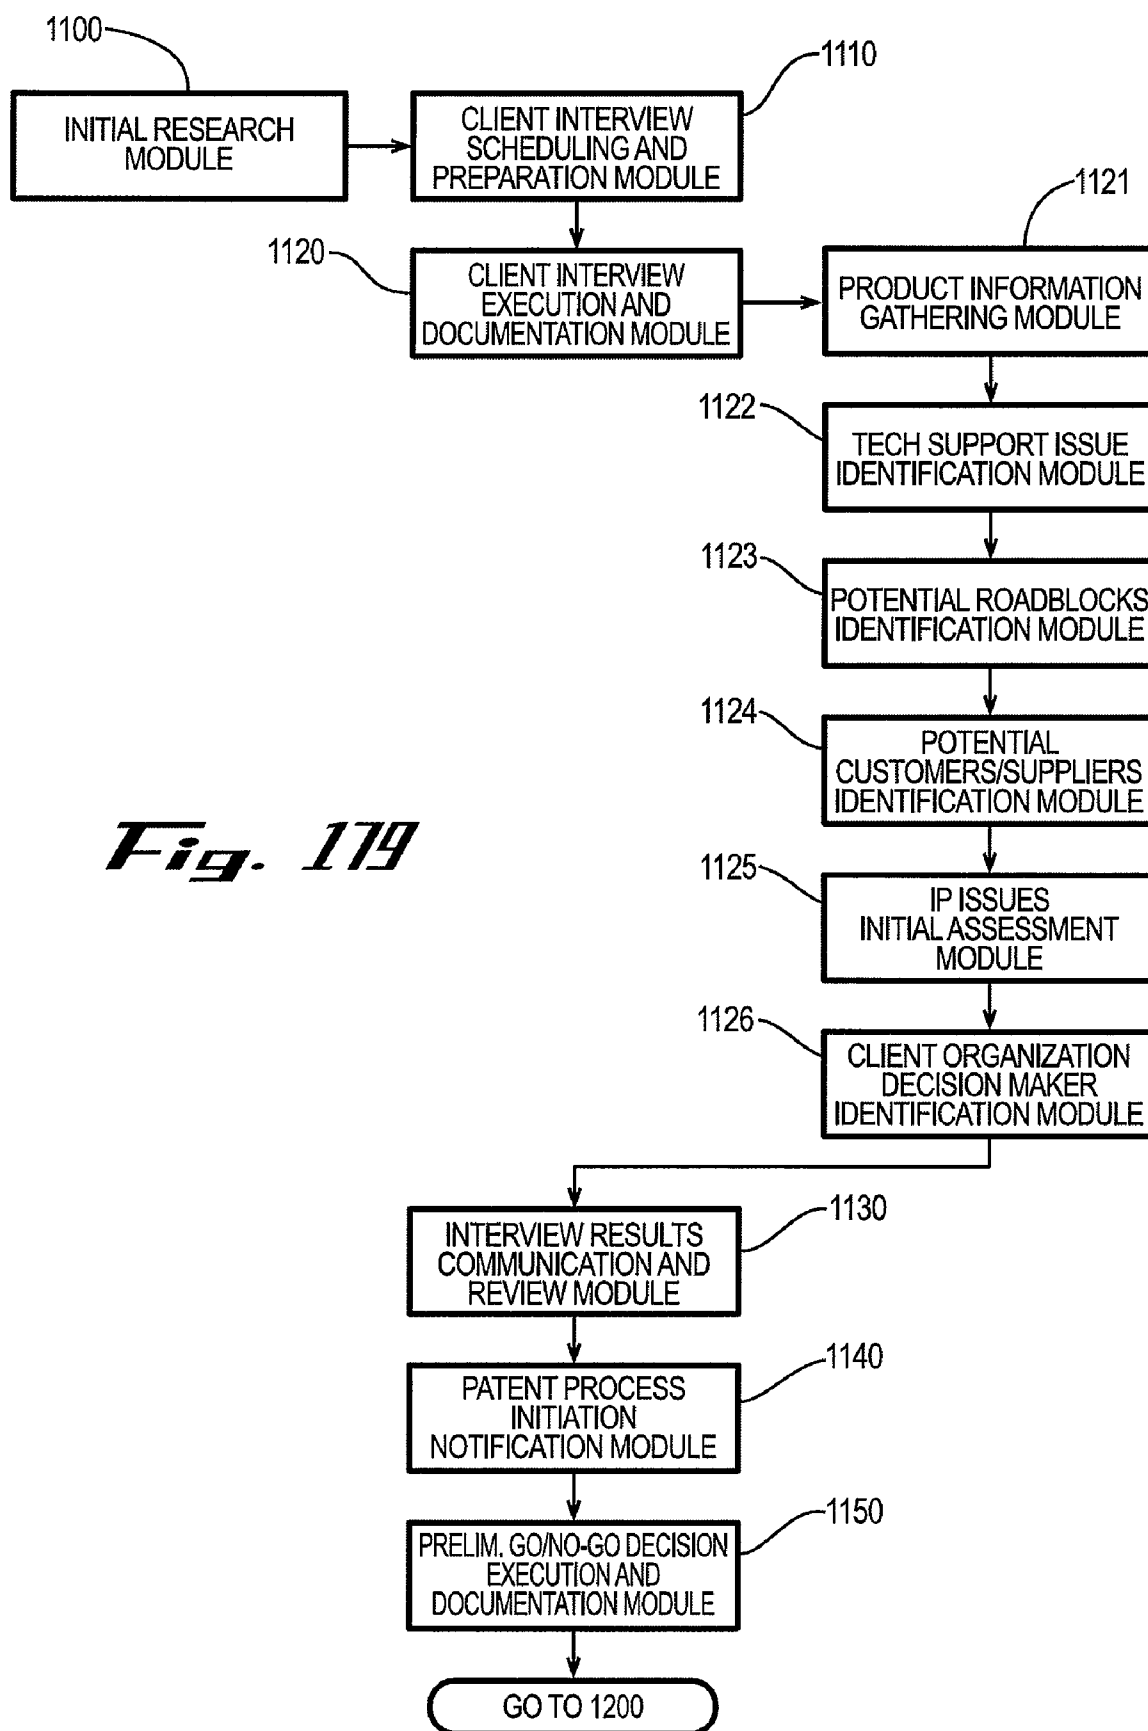 1100
INITIAL RESEARCH
MODULE
1110
CLIENT INTERVIEW
SCHEDULING AND
PREPARATION MODULE
1120
CLIENT INTERVIEW
EXECUTION AND
DOCUMENTATION MODULE
1121
PRODUCT INFORMATION
GATHERING MODULE
1122
TECH SUPPORT ISSUE
IDENTIFICATION MODULE
1123
POTENTIAL ROADBLOCKS
IDENTIFICATION MODULE
1124
POTENTIAL
CUSTOMERS/SUPPLIERS
IDENTIFICATION MODULE
Fig. 179
1125
IP ISSUES
INITIAL ASSESSMENT
MODULE
1126
CLIENT ORGANIZATION
DECISION MAKER
IDENTIFICATION MODULE
1130
INTERVIEW RESULTS
COMMUNICATION AND
REVIEW MODULE
1140
PATENT PROCESS
INITIATION
NOTIFICATION MODULE
1150
PRELIM. GO/NO-GO DECISION
EXECUTION AND
DOCUMENTATION MODULE
GO TO 1200